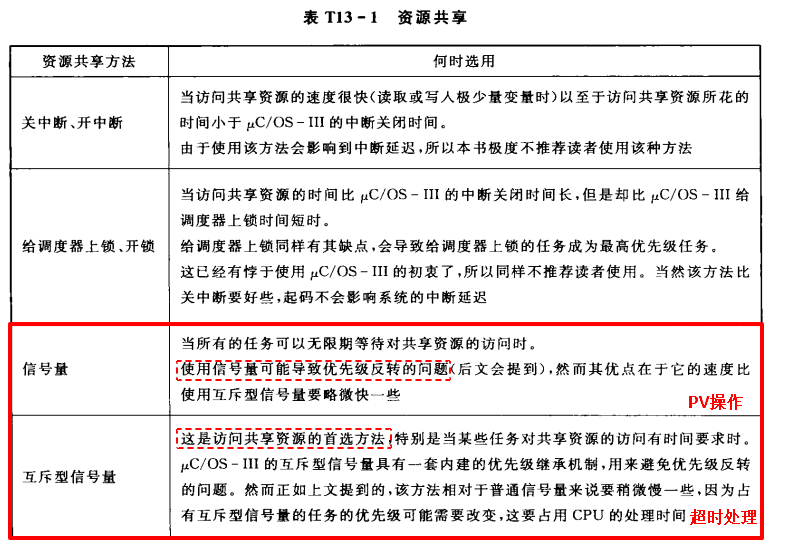 表 T13-1 资源共享
资源共享方法
何时选用
关中断、开中断
当访问共享资源的速度很快(读取或写入极少量变量时)以至于访问共享资源所花的
时间小于 μC/OS-III 的中断关闭时间。
由于使用该方法会影响到中断延迟,所以本书极度不推荐读者使用该种方法
给调度器上锁、开锁
当访问共享资源的时间比 μC/OS-III 的中断关闭时间长,但是却比 μC/OS-III 给
调度器上锁时间短时。
给调度器上锁同样有其缺点,会导致给调度器上锁的任务成为最高优先级任务。
这已经有悖于使用 μC/OS-III 的初衷了,所以同样不推荐读者使用。当然该方法比
关中断要好些,起码不会影响系统的中断延迟
信号量
当所有的任务可以无限期等待对共享资源的访问时。
使用信号量可能导致优先级反转的问题(后文会提到),然而其优点在于它的速度比
使用互斥型信号量要略微快一些
PV操作
互斥型信号量
这是访问共享资源的首选方法,特别是当某些任务对共享资源的访问有时间要求时。
μC/OS-III 的互斥型信号量具有一套内建的优先级继承机制,用来避免优先级反转
的问题。然而正如上文提到的,该方法相对于普通信号量来说要稍微慢一些,因为占
有互斥型信号量的任务的优先级可能需要改变,这要占用 CPU 的处理时间
超时处理